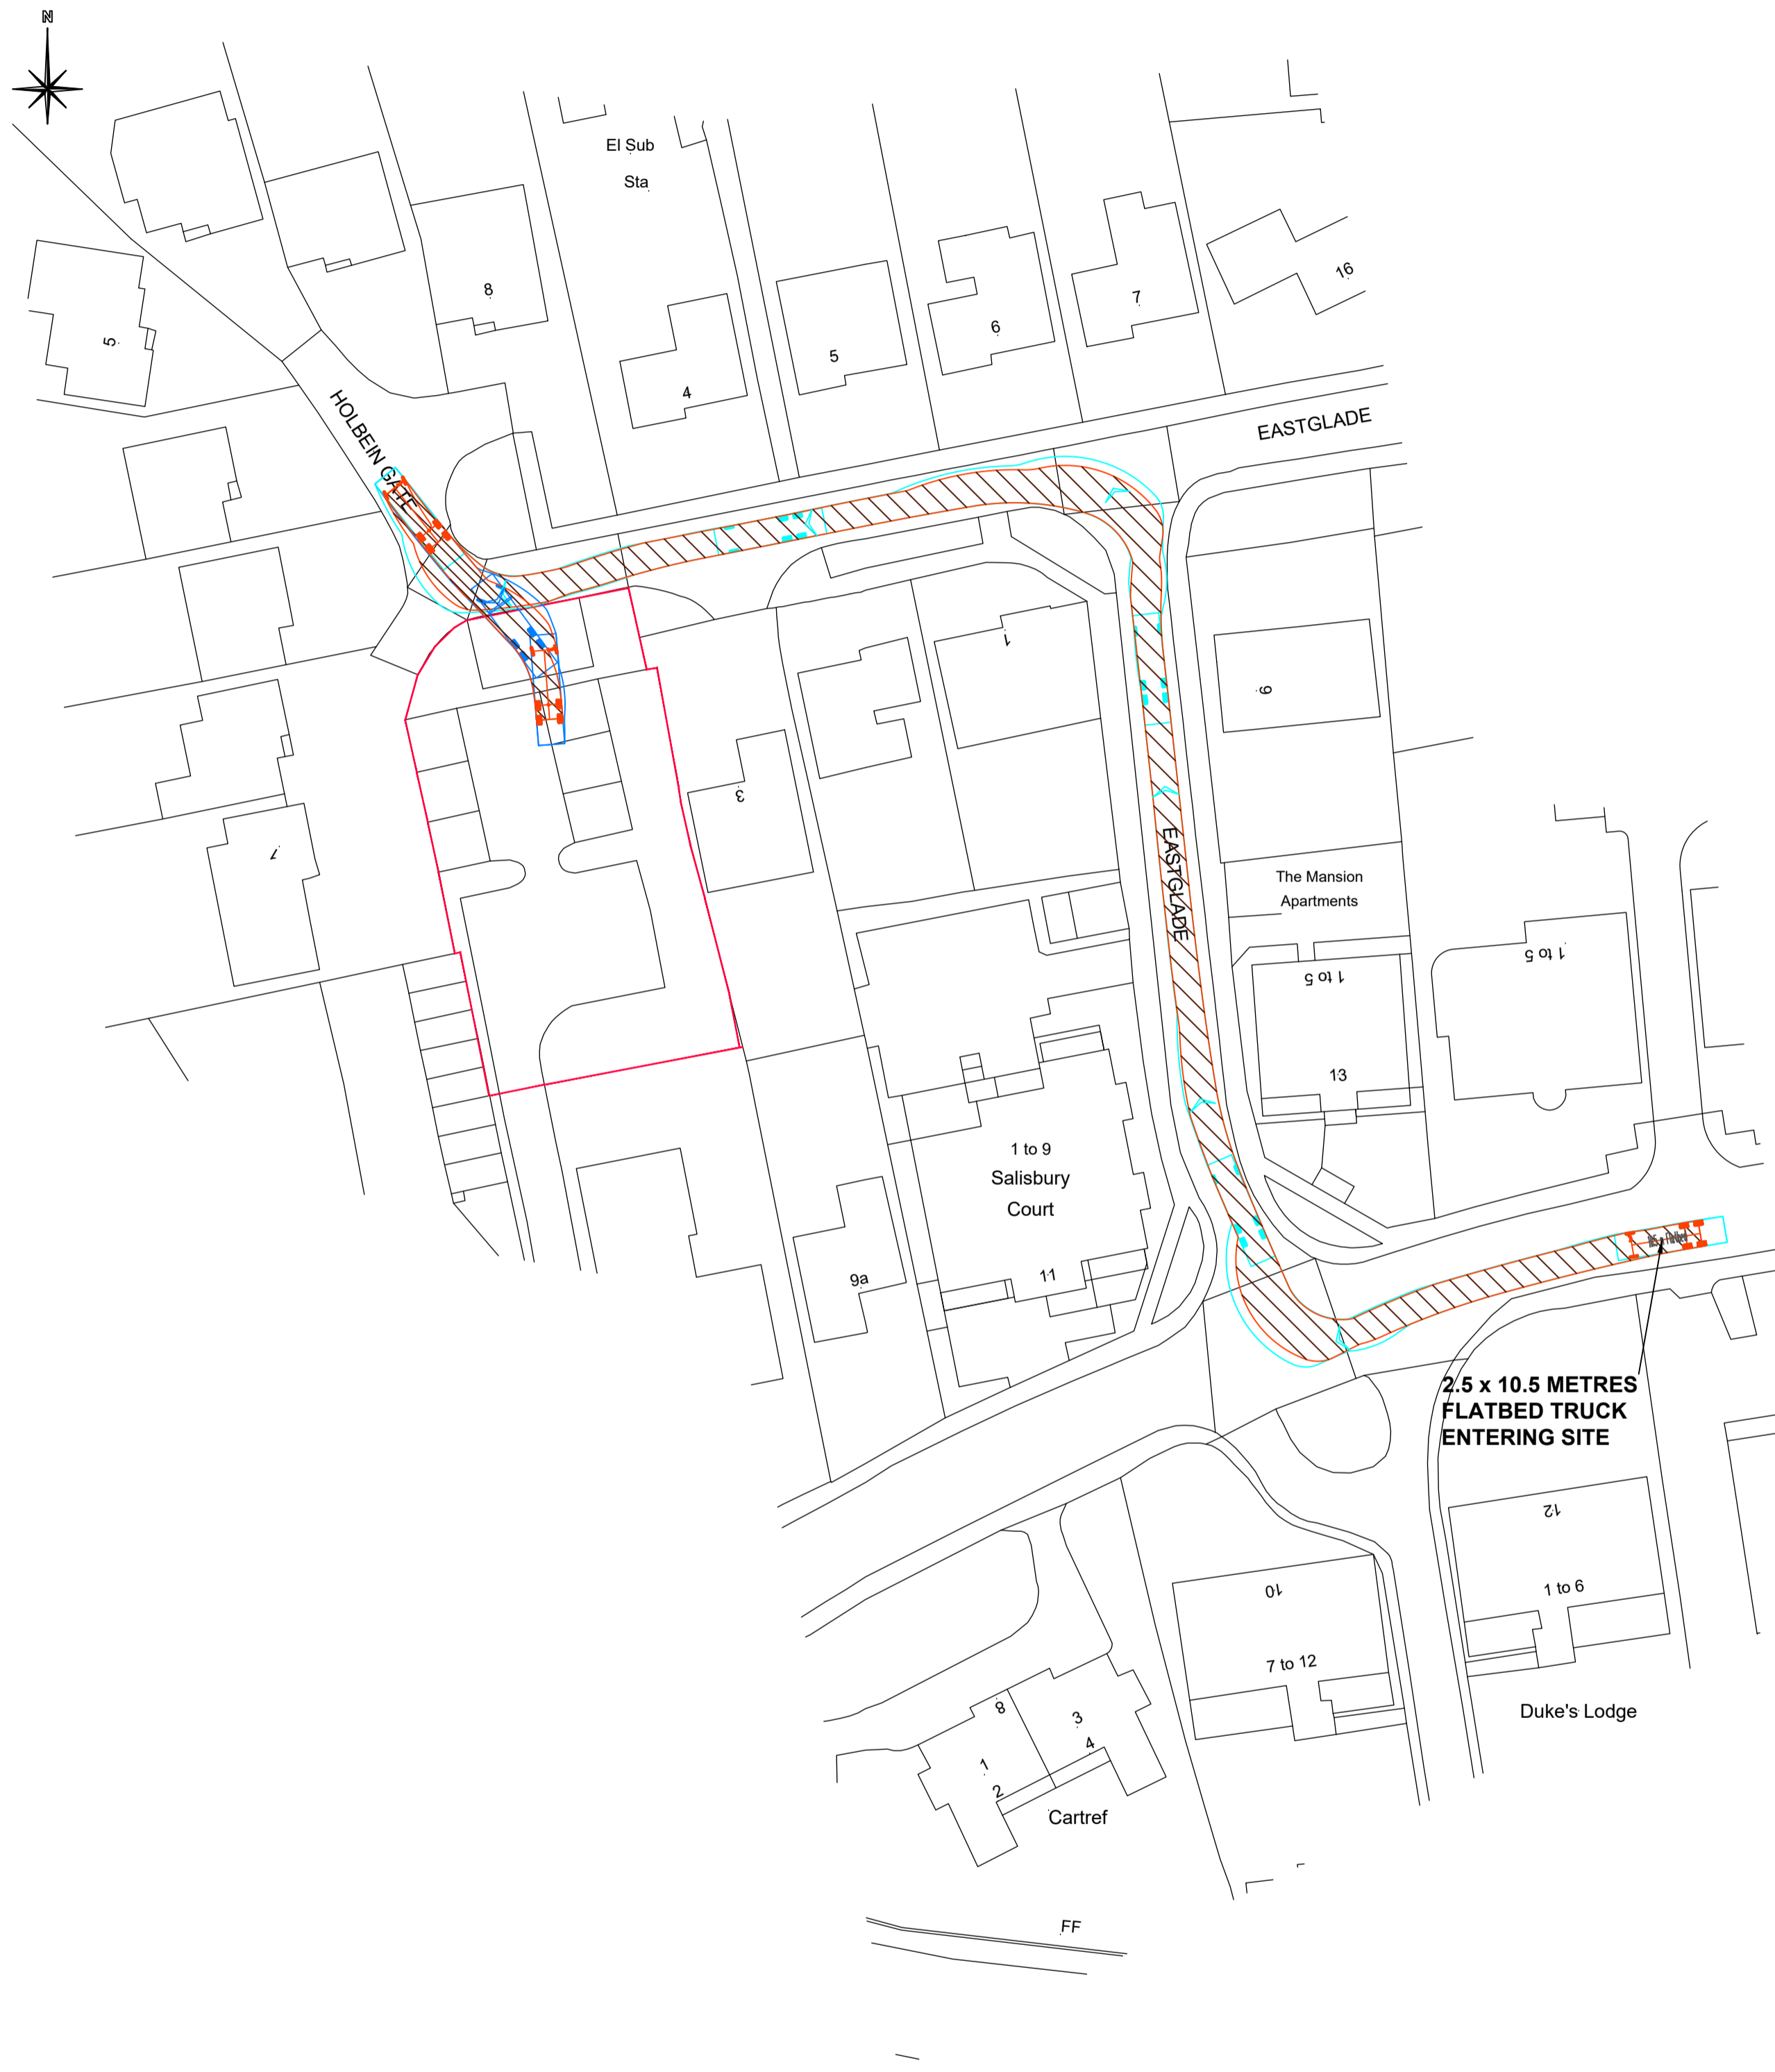 N
El Sub
Sta
8
5
4
5
6
7
16
HOLBEIN GATE
EASTGLADE
1
9
3
EASTGLADE
7
The Mansion
Apartments
1 to 5
1 to 5
13
1 to 9
Salisbury
Court
11
9a
2.5 x 10.5 METRES
FLATBED TRUCK
ENTERING SITE
12
10
1 to 6
7 to 12
Duke's Lodge
8
3
4
1
2
Cartref
FF